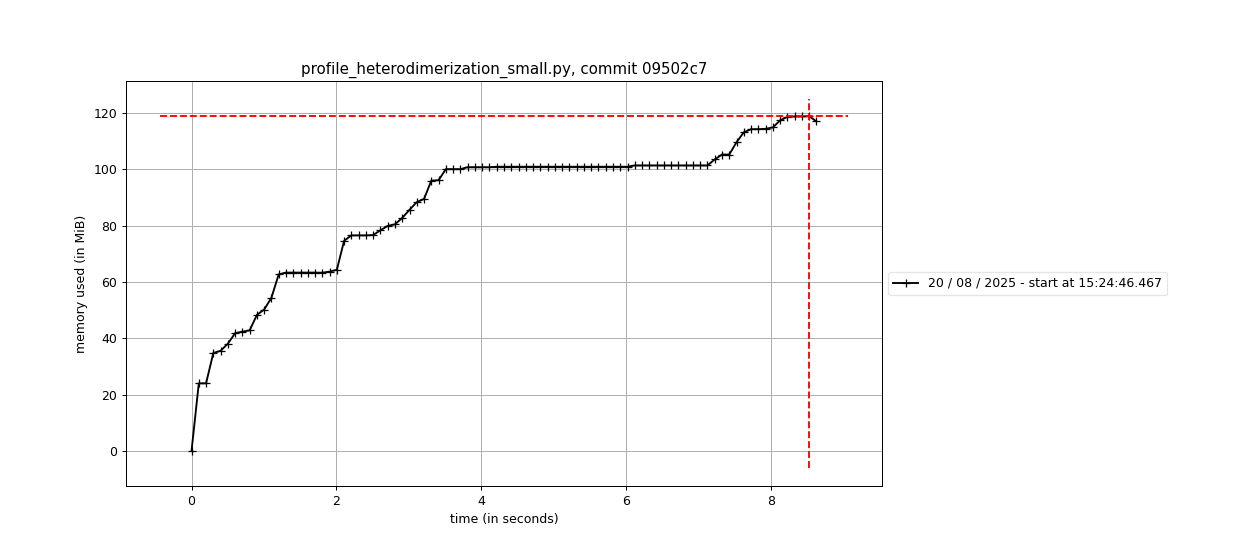 profile_heterodimerization_small.py, commit 09502c7
120
100
80
60
40
20
0
memory used (in MiB)
0 2 4 6 8
time (in seconds)
20 / 08 / 2025 - start at 15:24:46.467